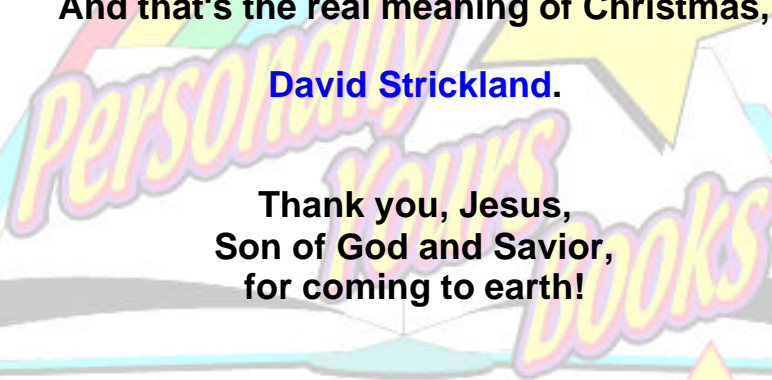 And that's the real meaning of Christmas,
David Strickland.
Personally
Yours
Books
Thank you, Jesus,
Son of God and Savior,
for coming to earth!